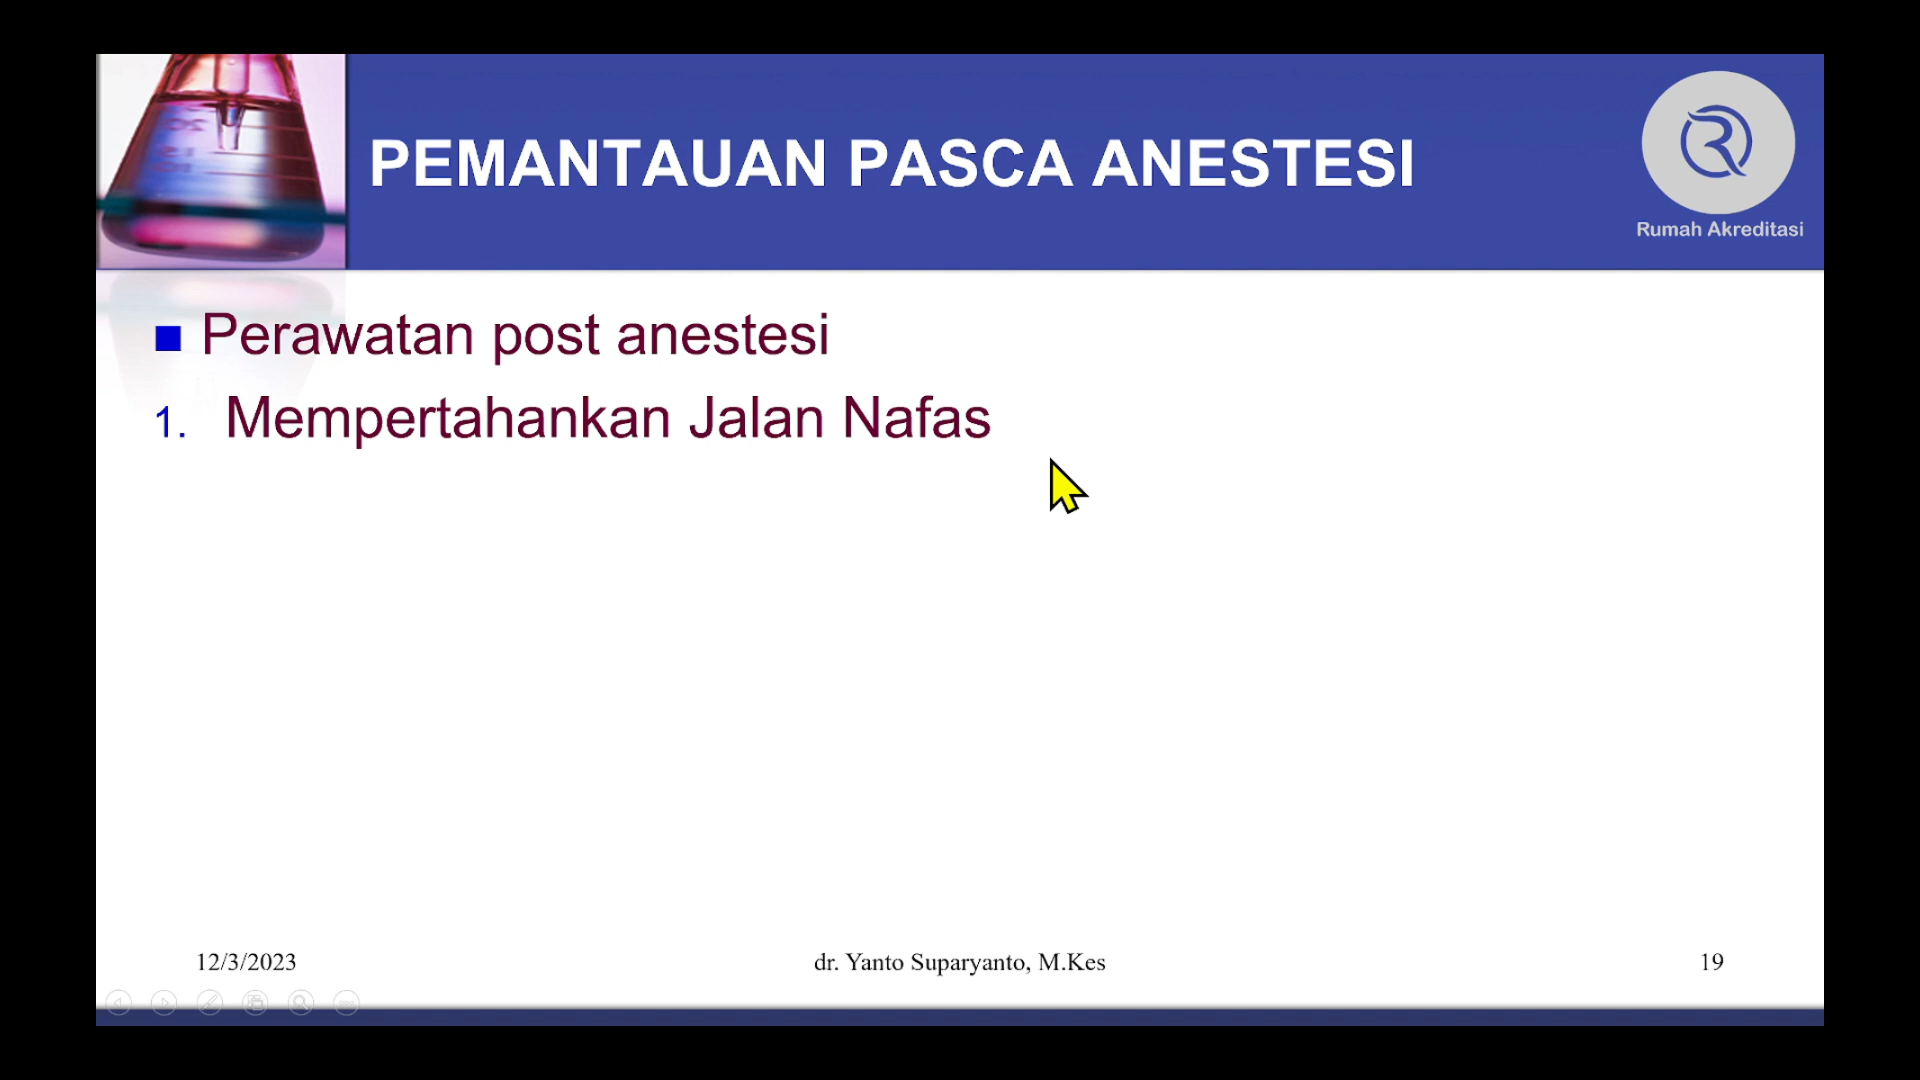 PEMANTAUAN PASCA ANESTESI
Rumah Akreditasi
Perawatan post anestesi
1. Mempertahankan Jalan Nafas
12/3/2023
dr. Yanto Suparyanto, M.Kes
19